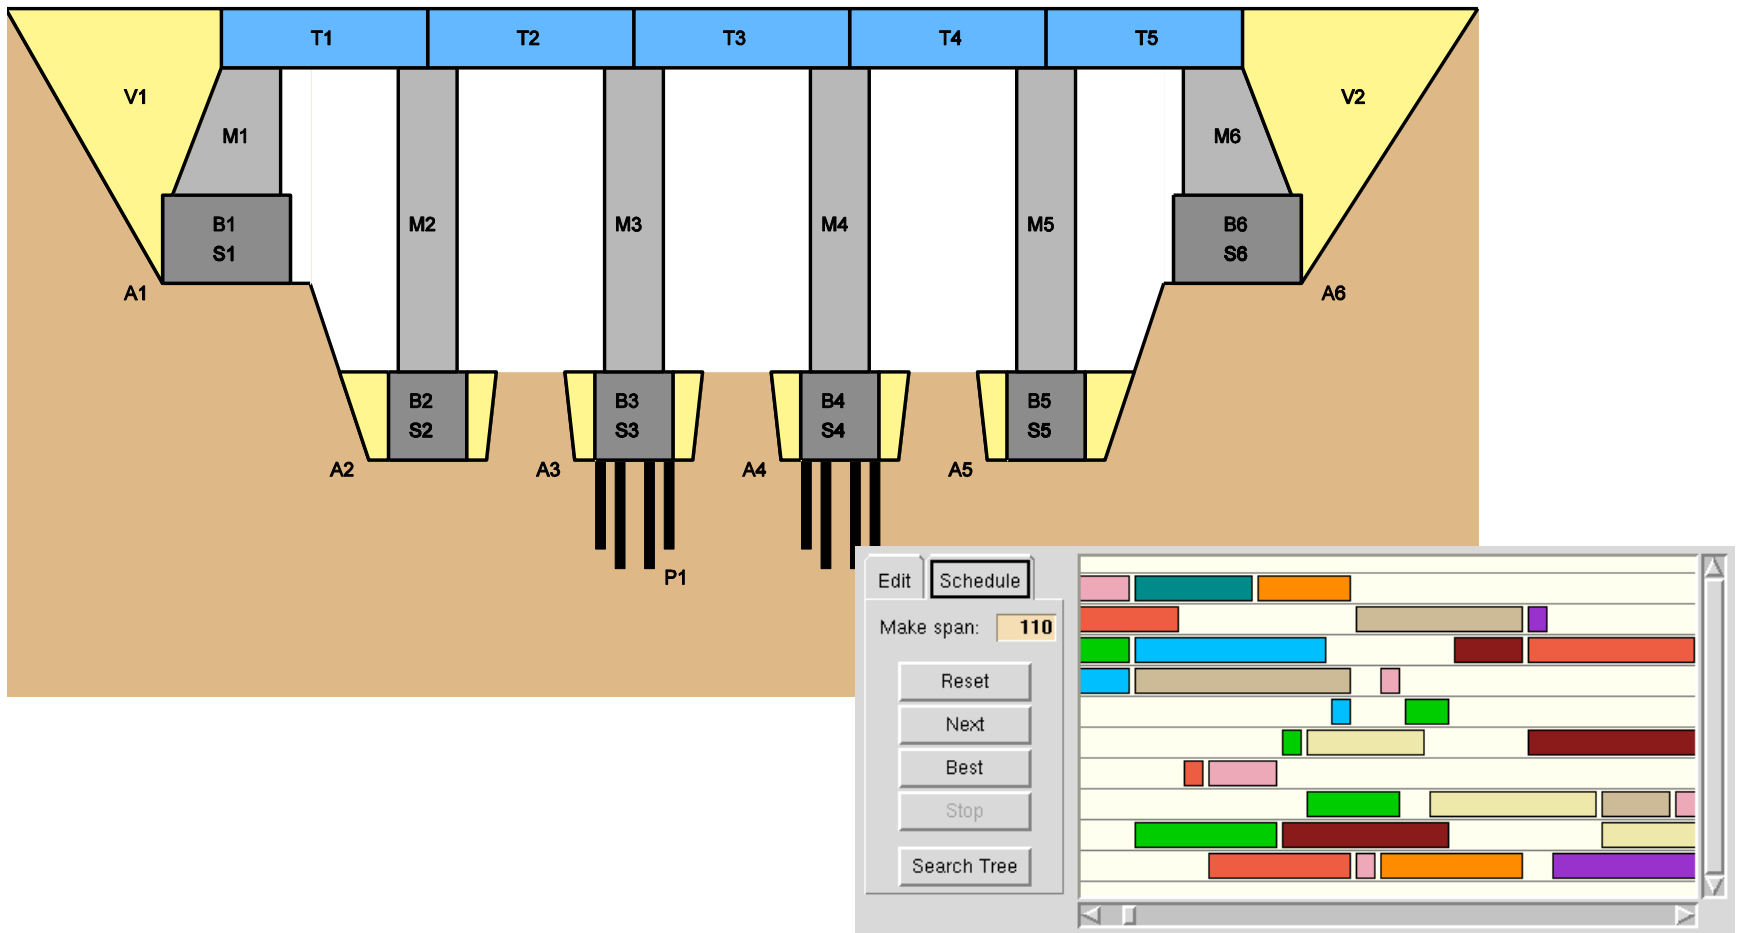 T1 T2 T3 T4 T5
V1 V2
M1 M6
B1 M2 M3 M4 M5 B6
S1 S6
A1 A6
B2 B3 B4 B5
S2 S3 S4 S5
A2 A3 A4 A5
P1
Edit Schedule
Make span: 110
Reset
Next
Best
Stop
Search Tree